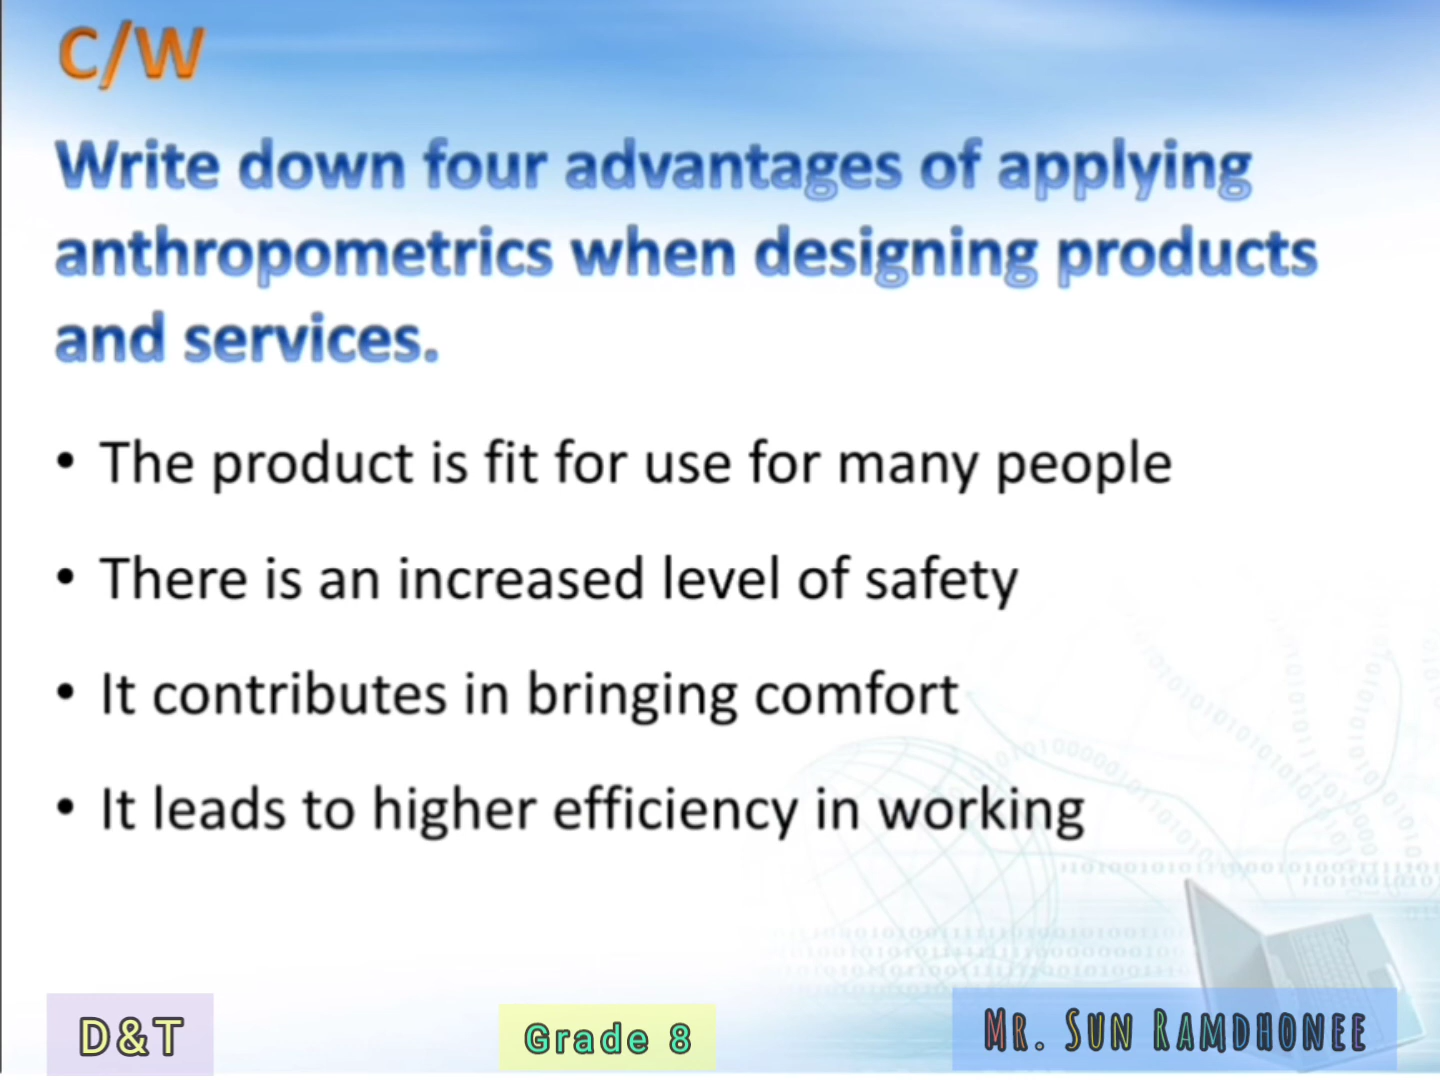 C/W
Write down four advantages of applying
anthropometrics when designing products
and services.
• The product is fit for use for many people
• There is an increased level of safety
• It contributes in bringing comfort
• It leads to higher efficiency in working
D&T
Grade 8
Mr. Sun Ramdhonee